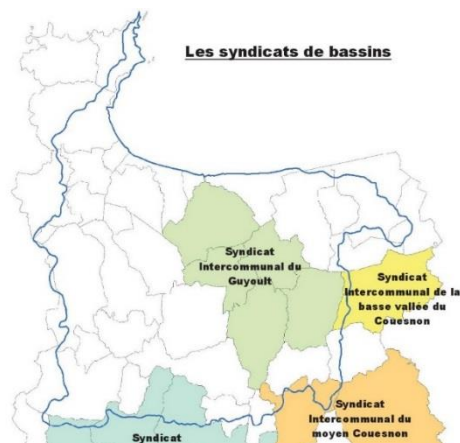 Les syndicats de bassins
Syndicat
Intercommunal du
Guyoult
Syndicat
Intercommunal de la
basse vallée du
Couesnon
Syndicat
Intercommunal du
moyen Couesnon
Syndicat